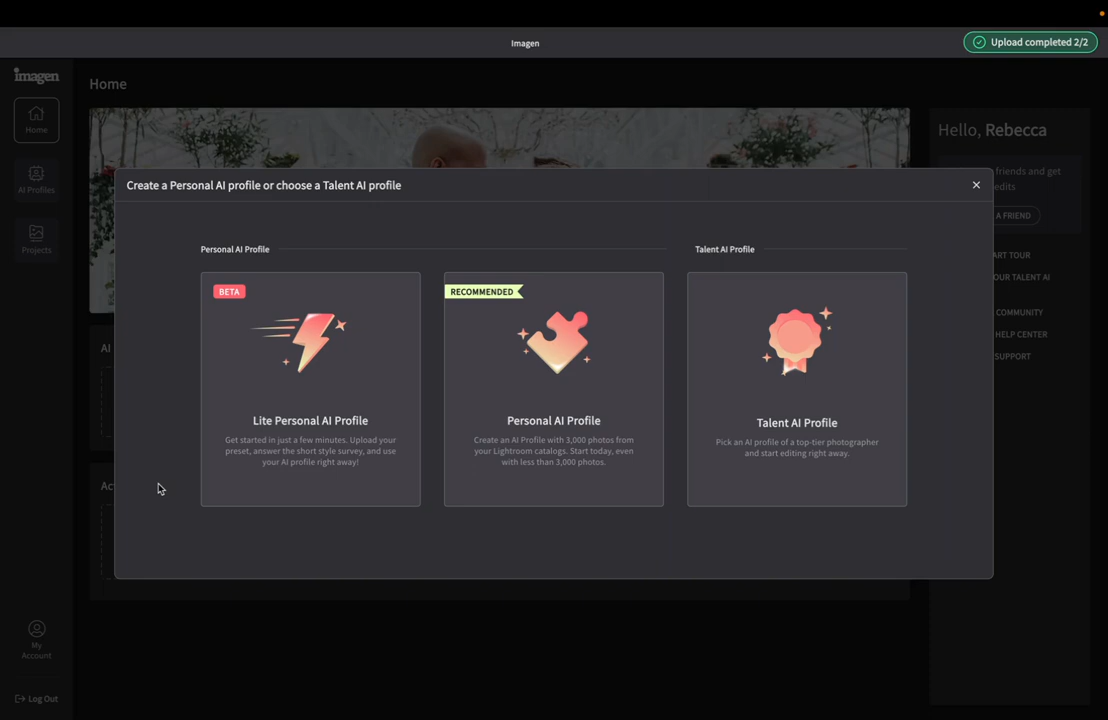 Imagen
Upload completed 2/2
imagen
Home
Home
AI Profiles
Projects
My
Account
Log Out
Hello, Rebecca
friends and get
edits
A FRIEND
ART TOUR
OUR TALENT AI
COMMUNITY
HELP CENTER
SUPPORT
AI
Ac
Create a Personal AI profile or choose a Talent AI profile
Personal AI Profile
Talent AI Profile
BETA
Lite Personal AI Profile
Get started in just a few minutes. Upload your
preset, answer the short style survey, and use
your AI profile right away!
RECOMMENDED
Personal AI Profile
Create an AI Profile with 3,000 photos from
your Lightroom catalogs. Start today, even
with less than 3,000 photos.
Talent AI Profile
Pick an AI profile of a top-tier photographer
and start editing right away.